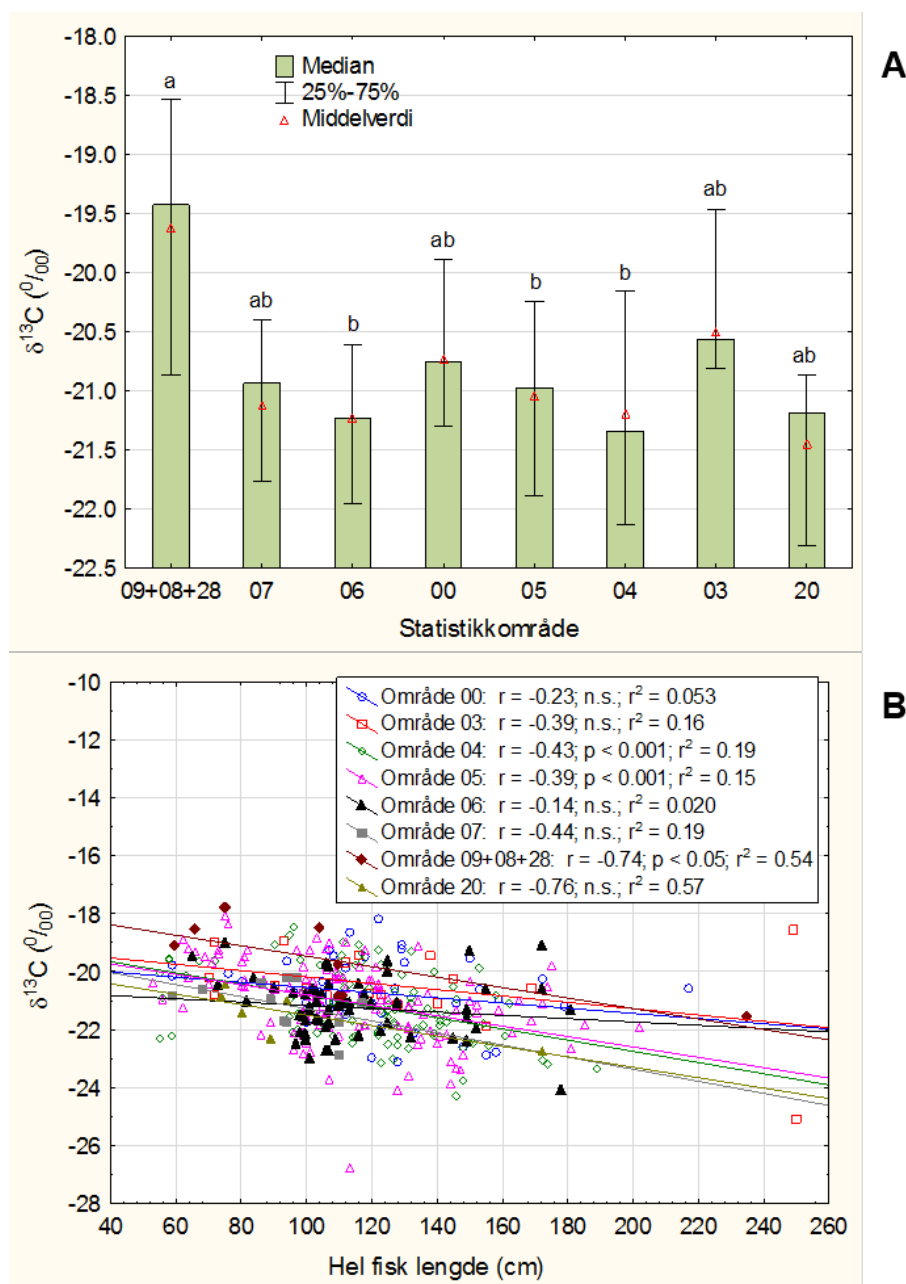 A
-18.0
-18.5
-19.0
-19.5
-20.0
-20.5
-21.0
-21.5
-22.0
-22.5
δ¹³C (⁰/₀₀)
Median
25%-75%
Middelverdi
a
ab
b
ab
b
b
ab
ab
09+08+28 07 06 00 05 04 03 20
Statistikkområde
B
-10
-12
-14
-16
-18
-20
-22
-24
-26
-28
δ¹³C (⁰/₀₀)
Område 00: r = -0.23; n.s.; r² = 0.053
Område 03: r = -0.39; n.s.; r² = 0.16
Område 04: r = -0.43; p < 0.001; r² = 0.19
Område 05: r = -0.39; p < 0.001; r² = 0.15
Område 06: r = -0.14; n.s.; r² = 0.020
Område 07: r = -0.44; n.s.; r² = 0.19
Område 09+08+28: r = -0.74; p < 0.05; r² = 0.54
Område 20: r = -0.76; n.s.; r² = 0.57
40 60 80 100 120 140 160 180 200 220 240 260
Hel fisk lengde (cm)